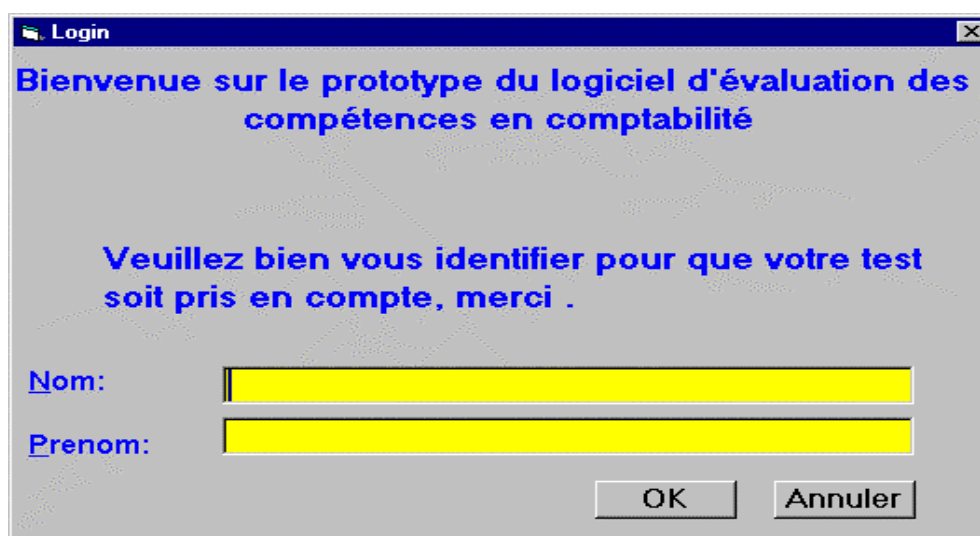 Login
Bienvenue sur le prototype du logiciel d'évaluation des
compétences en comptabilité
Veuillez bien vous identifier pour que votre test
soit pris en compte, merci .
Nom:
Prenom:
OK Annuler